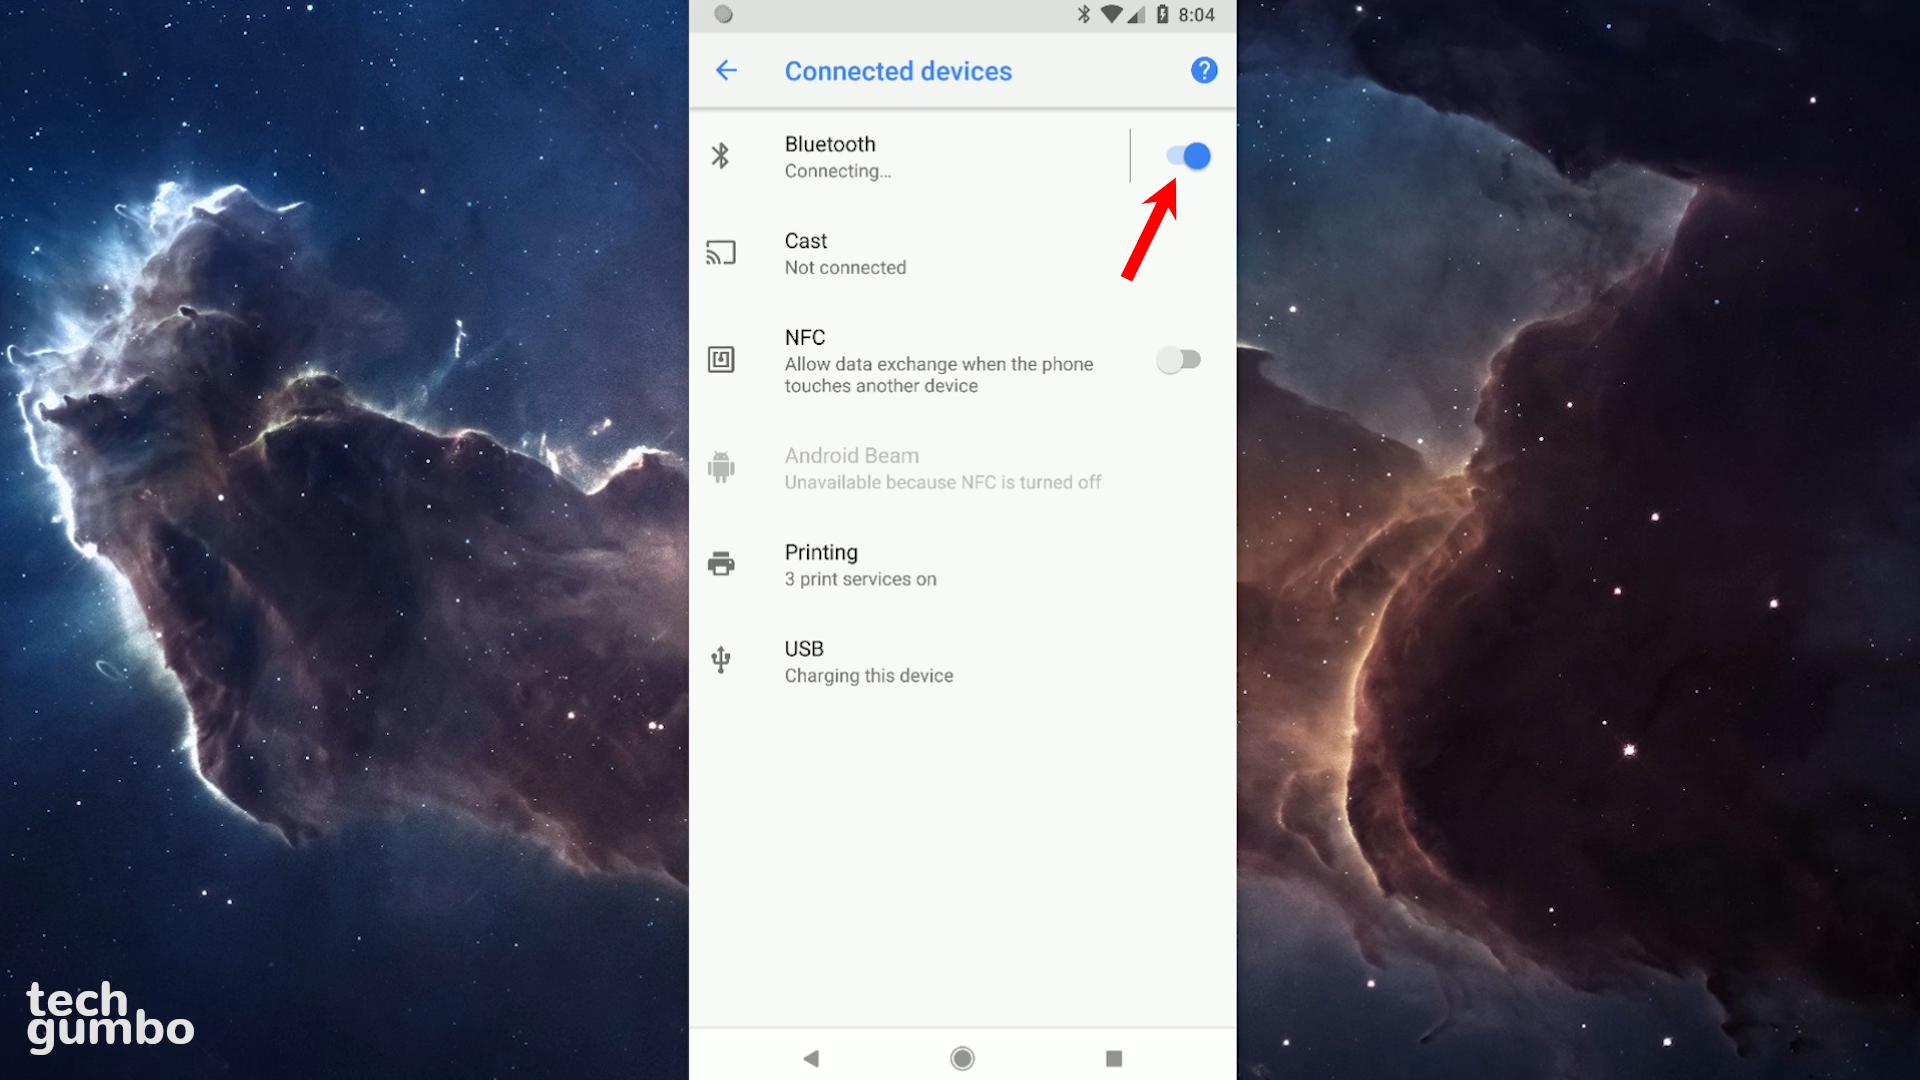 8:04
Connected devices
?
Bluetooth
Connecting...
Cast
Not connected
NFC
Allow data exchange when the phone
touches another device
Android Beam
Unavailable because NFC is turned off
Printing
3 print services on
USB
Charging this device
tech
gumbo